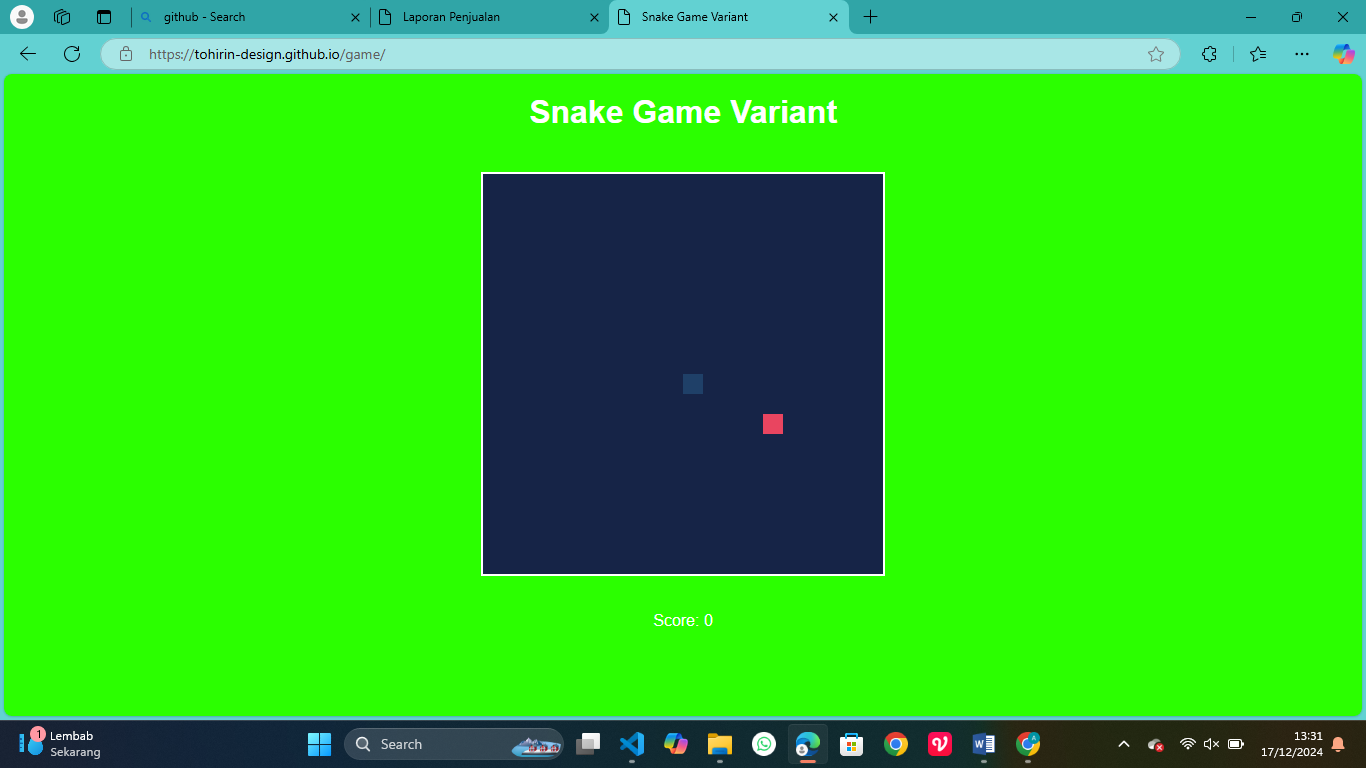 github - Search
Laporan Penjualan
Snake Game Variant
https://tohirin-design.github.io/game/
Snake Game Variant
Score: 0
1
Lembab
Sekarang
Search
13:31
17/12/2024